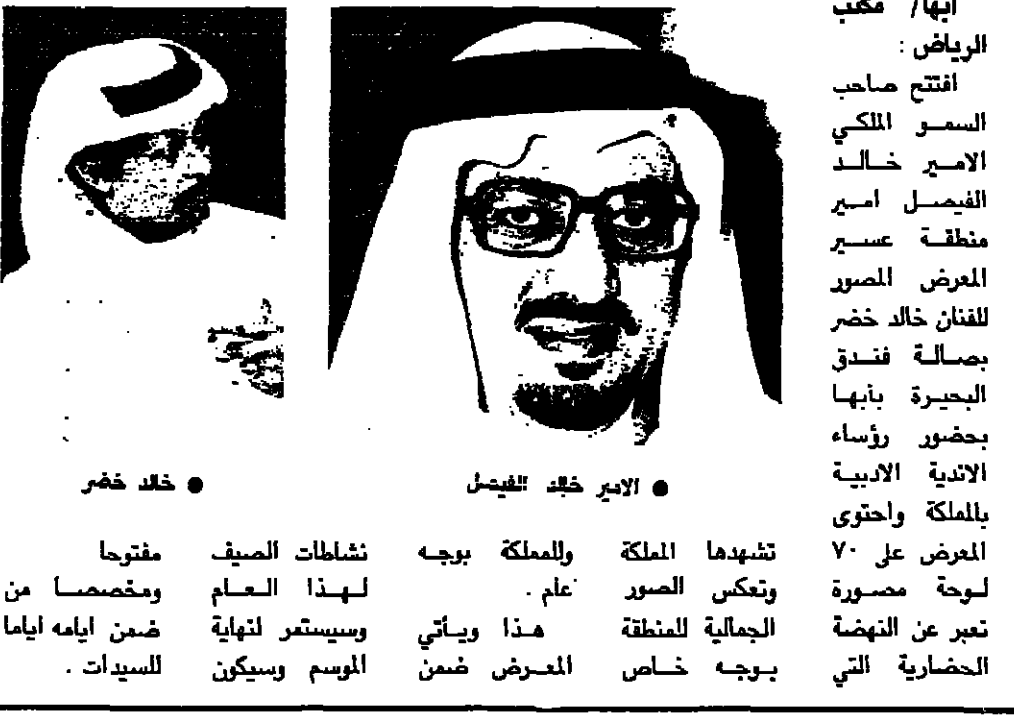 ابها/ مكتب
الرياض :
افتتح صاحب
السمو الملكي
الامير خالد
الفيصل امير
منطقة عسير
المعرض المصور
للفنان خالد خضر
بصالة فندق
البحيرة بأبها
بحضور رؤساء
الاندية الادبية
بالمملكة واحتوى
المعرض على ٧٠
لوحة مصورة
تعبر عن النهضة
الحضارية التي
تشهدها المملكة
وتعكس الصور
الجمالية للمنطقة
بوجه خاص
وللمملكة بوجه
عام .
هذا ويأتي
المعرض ضمن
نشاطات الصيف
لهذا العام
وسيستمر لنهاية
الموسم وسيكون
مفتوحا
ومخصصا من
ضمن ايامه اياما
للسيدات .
● الامير خالد الفيصل
● خالد خضر